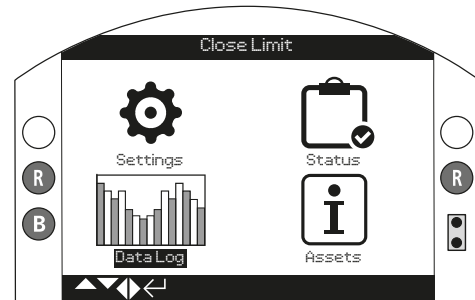 Close Limit
Settings
Status
R
R
B
Data Log
i
Assets